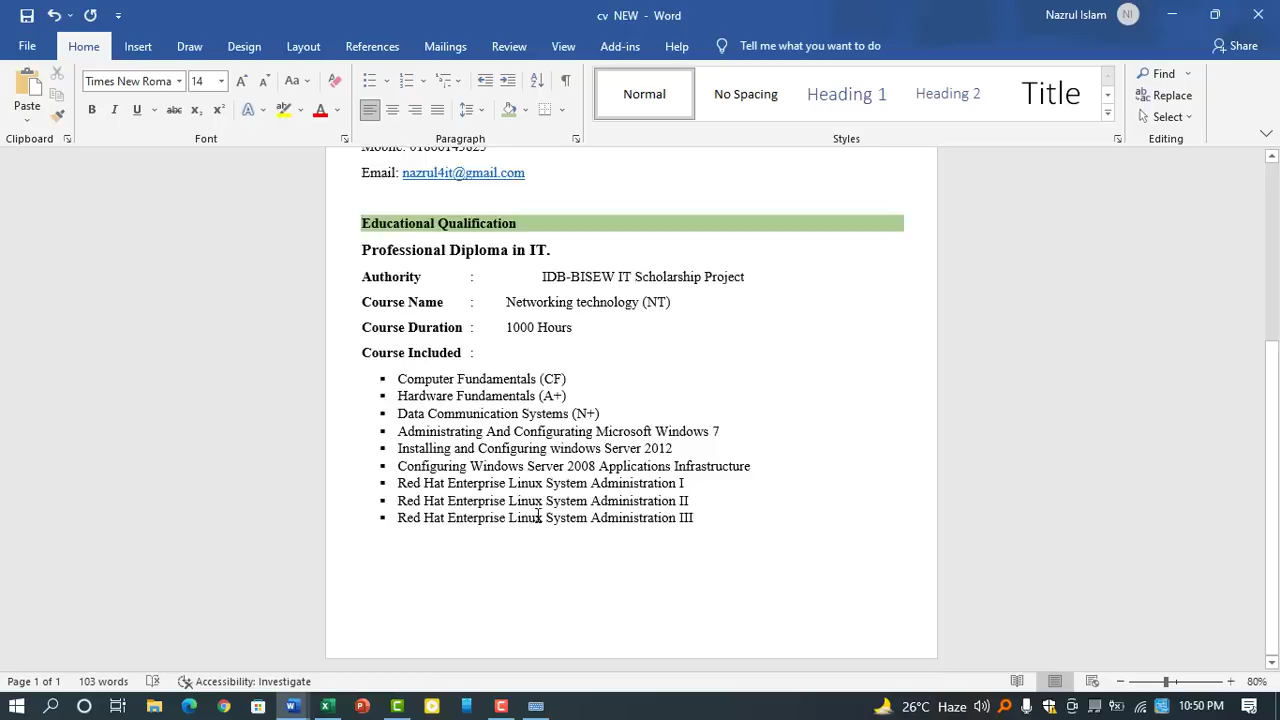 cv NEW - Word
Nazrul Islam NI
File Home Insert Draw Design Layout References Mailings Review View Add-ins Help Tell me what you want to do Share
Times New Roma 14 Aa
Paste B I U abc x₂ x² A A
Normal No Spacing Heading 1 Heading 2 Title
Find
Replace
Select
Clipboard Font Paragraph Styles Editing
Email: nazrul4it@gmail.com
Educational Qualification
Professional Diploma in IT.
Authority : IDB-BISEW IT Scholarship Project
Course Name : Networking technology (NT)
Course Duration : 1000 Hours
Course Included :
▪ Computer Fundamentals (CF)
▪ Hardware Fundamentals (A+)
▪ Data Communication Systems (N+)
▪ Administrating And Configurating Microsoft Windows 7
▪ Installing and Configuring windows Server 2012
▪ Configuring Windows Server 2008 Applications Infrastructure
▪ Red Hat Enterprise Linux System Administration I
▪ Red Hat Enterprise Linux System Administration II
▪ Red Hat Enterprise Linux System Administration III
Page 1 of 1 103 words Accessibility: Investigate 80%
26°C Haze 10:50 PM